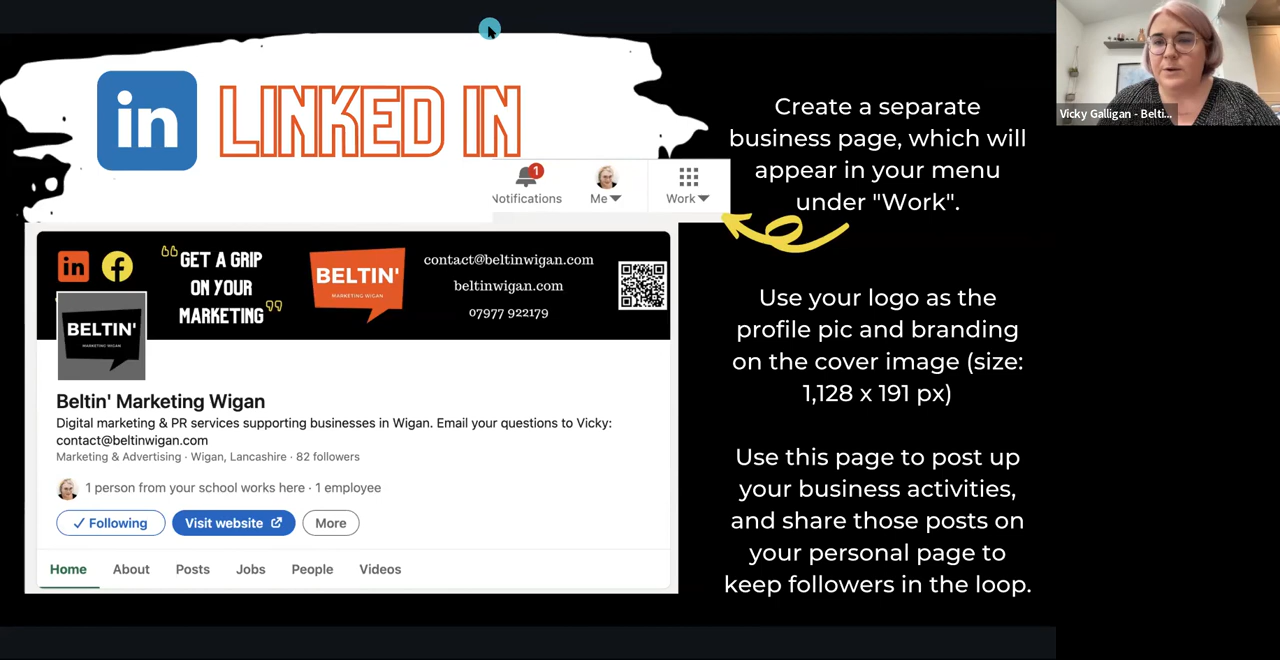 in LINKED IN
Create a separate
business page, which will
appear in your menu
under "Work".
Notifications
1
Me
Work
in
GET A GRIP
ON YOUR
MARKETING
BELTIN'
MARKETING WIGAN
contact@beltinwigan.com
beltinwigan.com
07977 922179
BELTIN'
MARKETING WIGAN
Beltin' Marketing Wigan
Digital marketing & PR services supporting businesses in Wigan. Email your questions to Vicky:
contact@beltinwigan.com
Marketing & Advertising · Wigan, Lancashire · 82 followers
1 person from your school works here · 1 employee
✓ Following
Visit website
More
Home About Posts Jobs People Videos
Use your logo as the
profile pic and branding
on the cover image (size:
1,128 x 191 px)
Use this page to post up
your business activities,
and share those posts on
your personal page to
keep followers in the loop.
Vicky Galligan - Belti...